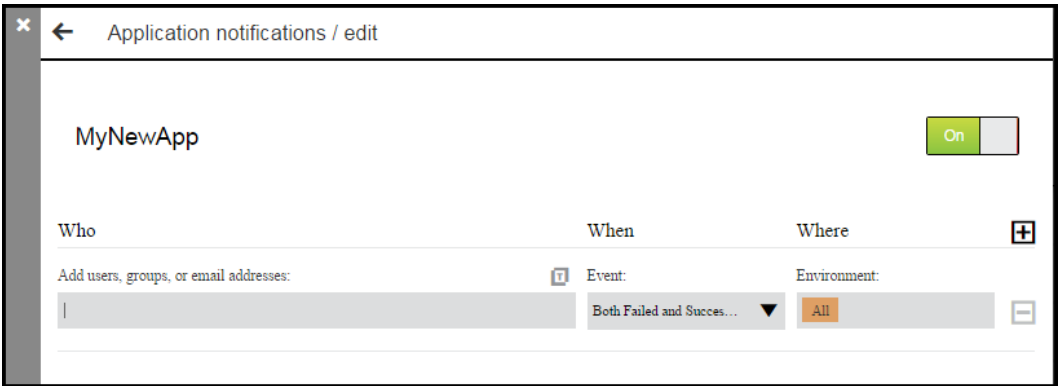 Application notifications / edit
MyNewApp
On
Who When Where
Add users, groups, or email addresses: T Event: Environment:
Both Failed and Succes... All